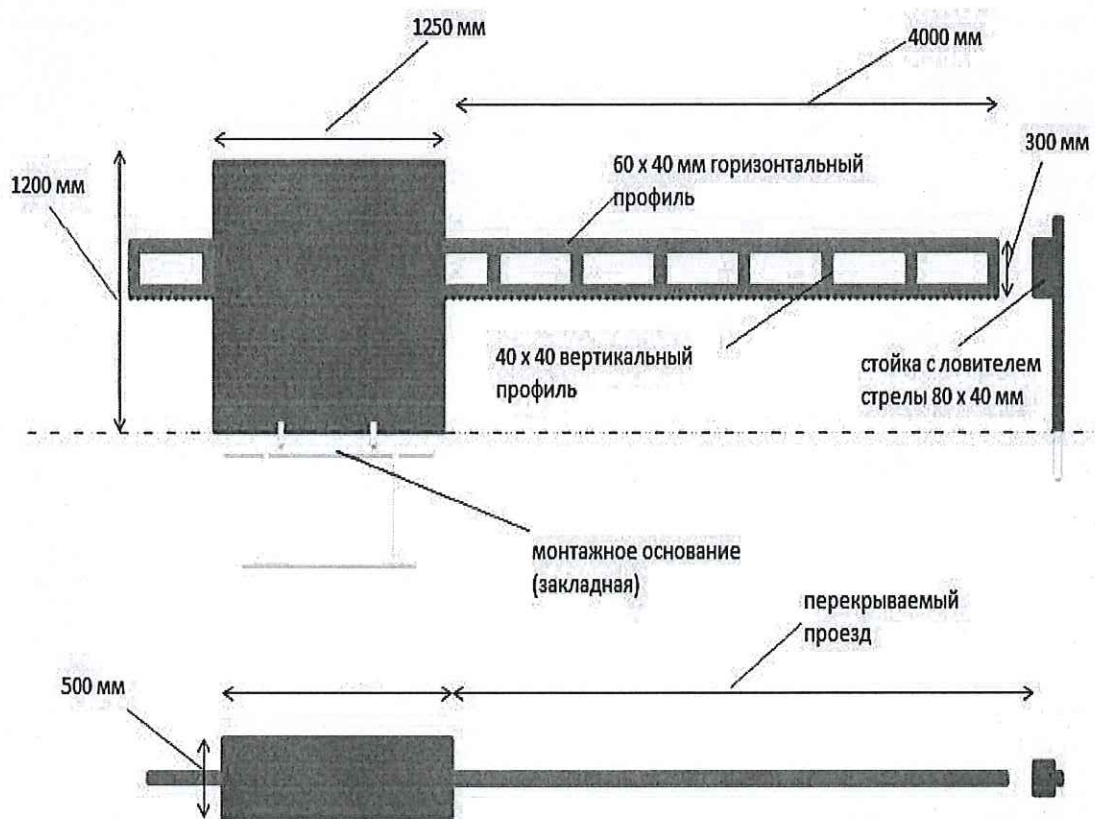 1250 мм
4000 мм
300 мм
1200 мм
60 x 40 мм горизонтальный
профиль
40 x 40 вертикальный
профиль
стойка с ловителем
стрелы 80 x 40 мм
монтажное основание
(закладная)
перекрываемый
проезд
500 мм